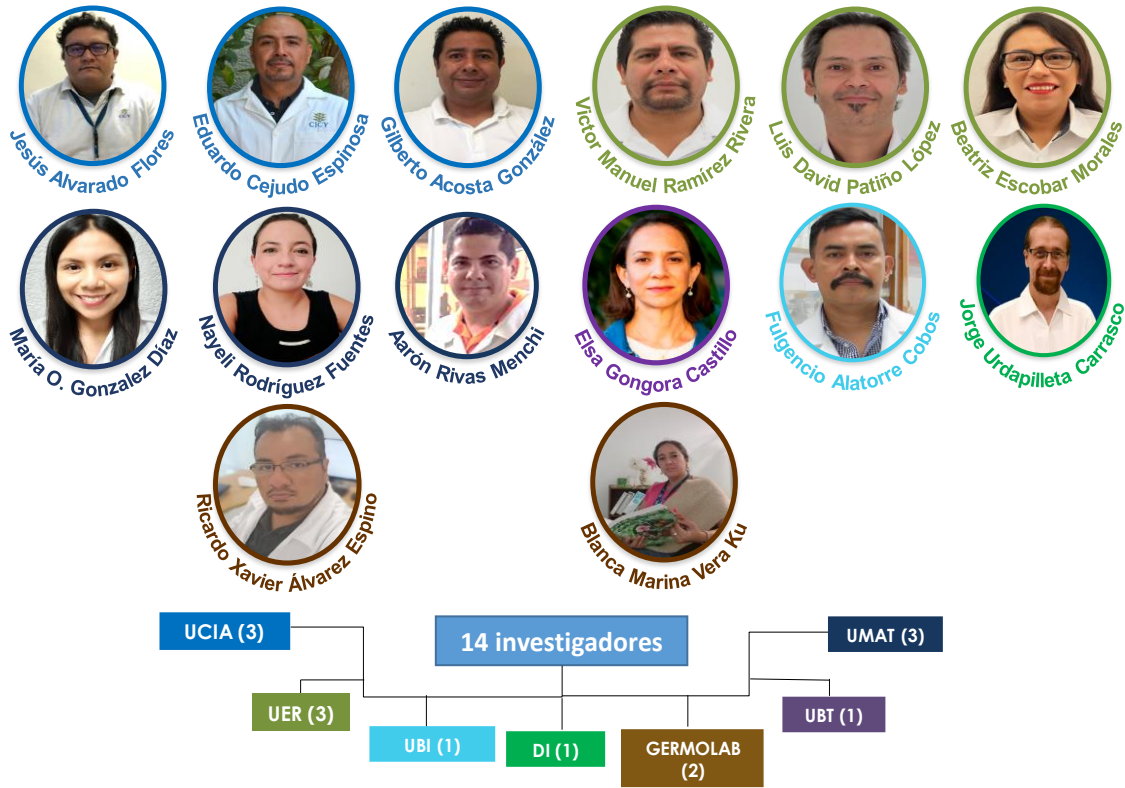 CICY
Jesús Alvarado Flores
Eduardo Cejudo Espinosa
Gilberto Acosta González
Victor Manuel Ramírez Rivera
Luis David Patiño López
Beatriz Escobar Morales
María O. Gonzalez Díaz
Nayeli Rodríguez Fuentes
Aarón Rivas Menchi
Elsa Gongora Castillo
Fulgencio Alatorre Cobos
Jorge Urdapilleta Carrasco
Ricardo Xavier Álvarez Espino
Blanca Marina Vera Ku
UCIA (3)
14 investigadores
UMAT (3)
UER (3)
UBI (1)
DI (1)
GERMOLAB
(2)
UBT (1)